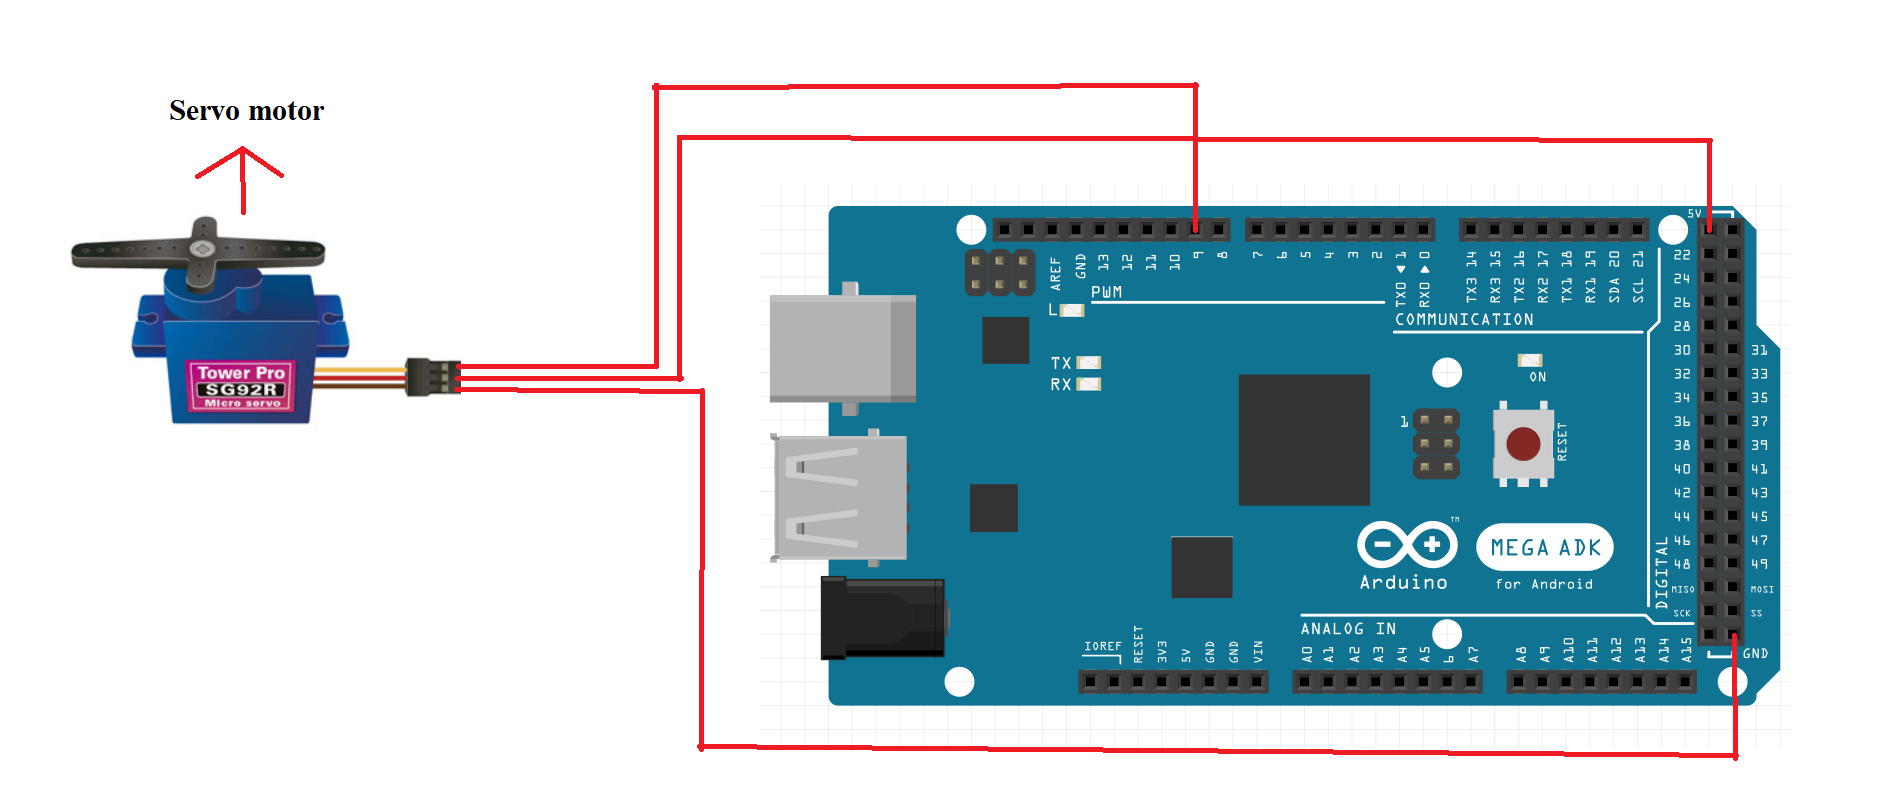 Servo motor
Tower Pro
SG92R
Micro servo
5V
AREF
GND
13
12
11
10
9
8
7
6
5
4
3
2
TX0 1
RX0 0
TX3 14
RX3 15
TX2 16
RX2 17
TX1 18
RX1 19
SDA 20
SCL 21
L
PWM
COMMUNICATION
TX
RX
ON
1
RESET
22
24
26
28
30 31
32 33
34 35
36 37
38 39
40 41
42 43
44 45
46 47
48 49
MISO MOSI
SCK SS
GND
DIGITAL
TM
Arduino
MEGA ADK
for Android
ANALOG IN
IOREF
RESET
3V3
5V
GND
GND
VIN
A0
A1
A2
A3
A4
A5
6
A7
A8
A9
A10
A11
A12
A13
A14
A15